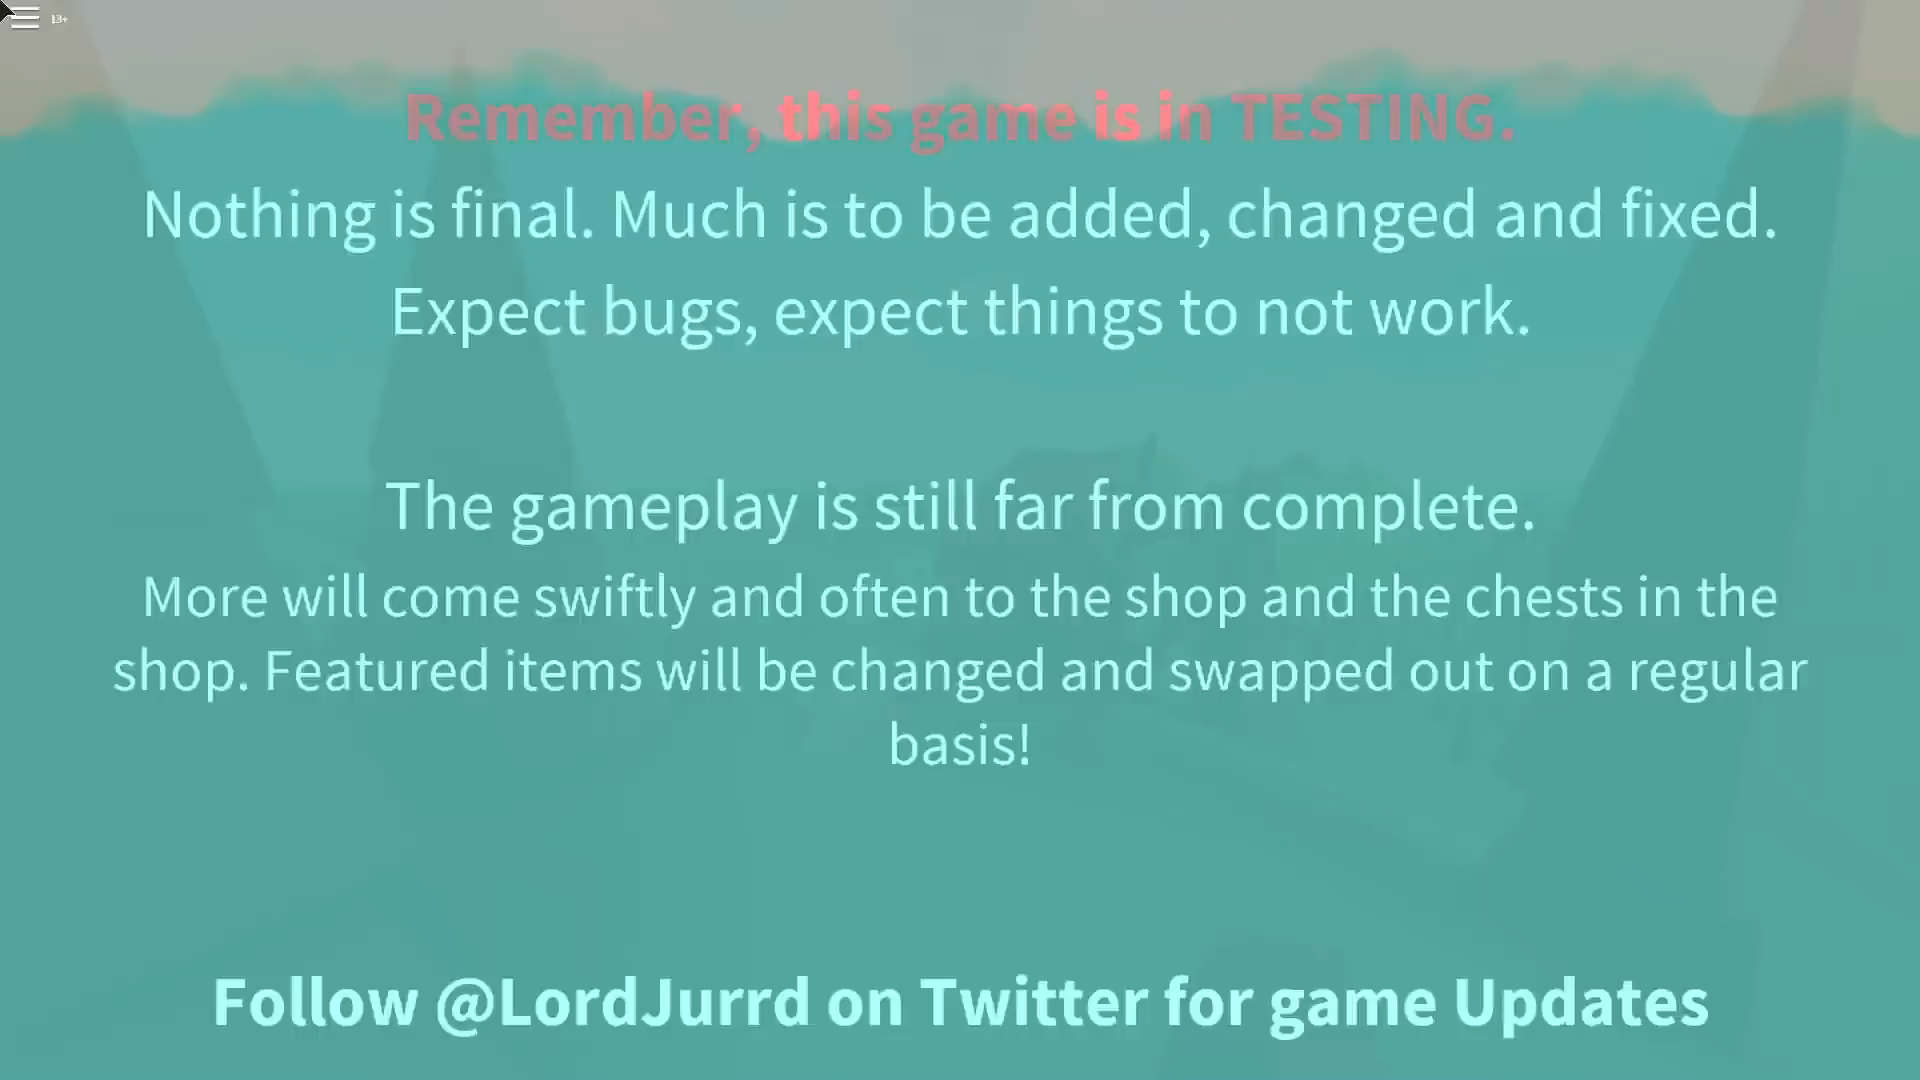 13+
Remember, this game is in TESTING.
Nothing is final. Much is to be added, changed and fixed.
Expect bugs, expect things to not work.
The gameplay is still far from complete.
More will come swiftly and often to the shop and the chests in the
shop. Featured items will be changed and swapped out on a regular
basis!
Follow @LordJurrd on Twitter for game Updates